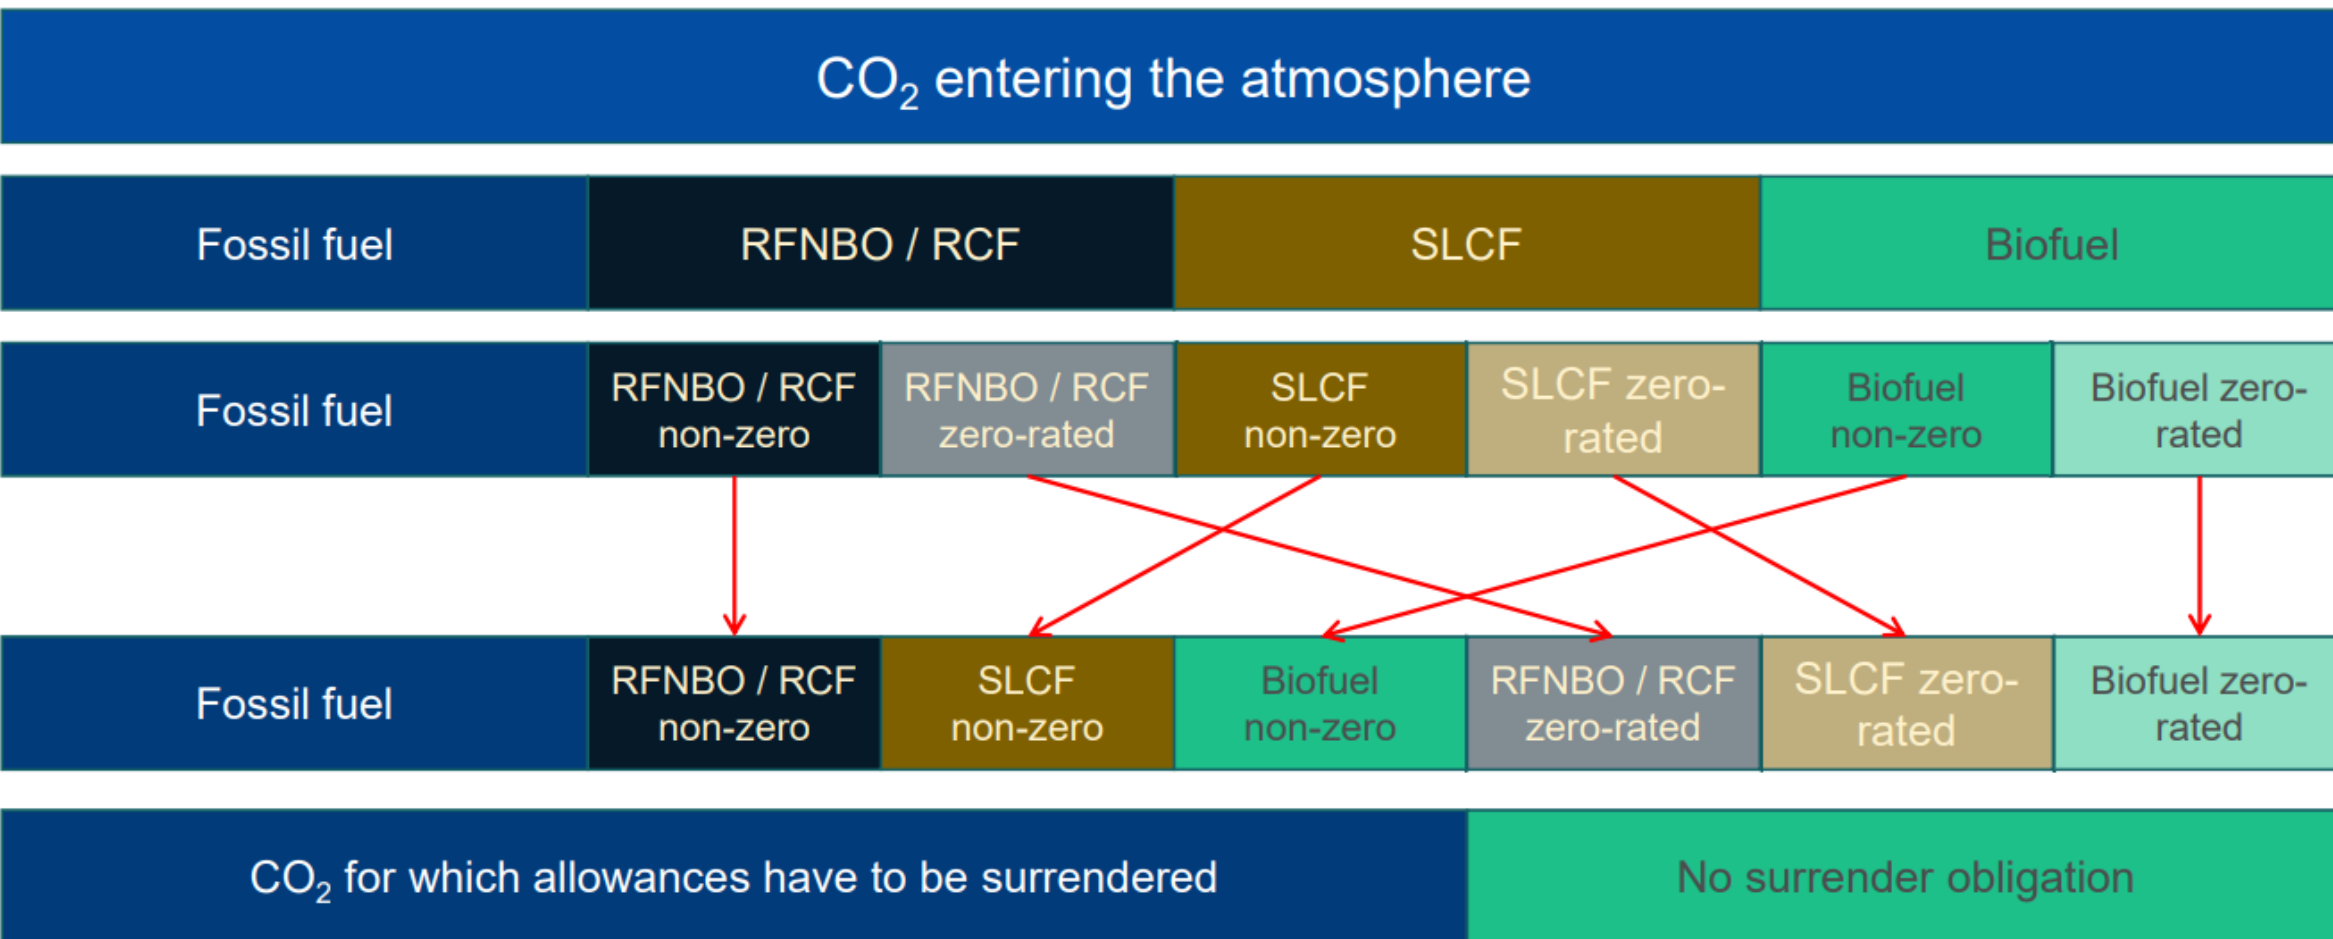 CO₂ entering the atmosphere
Fossil fuel
RFNBO / RCF
SLCF
Biofuel
Fossil fuel
RFNBO / RCF
non-zero
RFNBO / RCF
zero-rated
SLCF
non-zero
SLCF zero-
rated
Biofuel
non-zero
Biofuel zero-
rated
Fossil fuel
RFNBO / RCF
non-zero
SLCF
non-zero
Biofuel
non-zero
RFNBO / RCF
zero-rated
SLCF zero-
rated
Biofuel zero-
rated
CO₂ for which allowances have to be surrendered
No surrender obligation